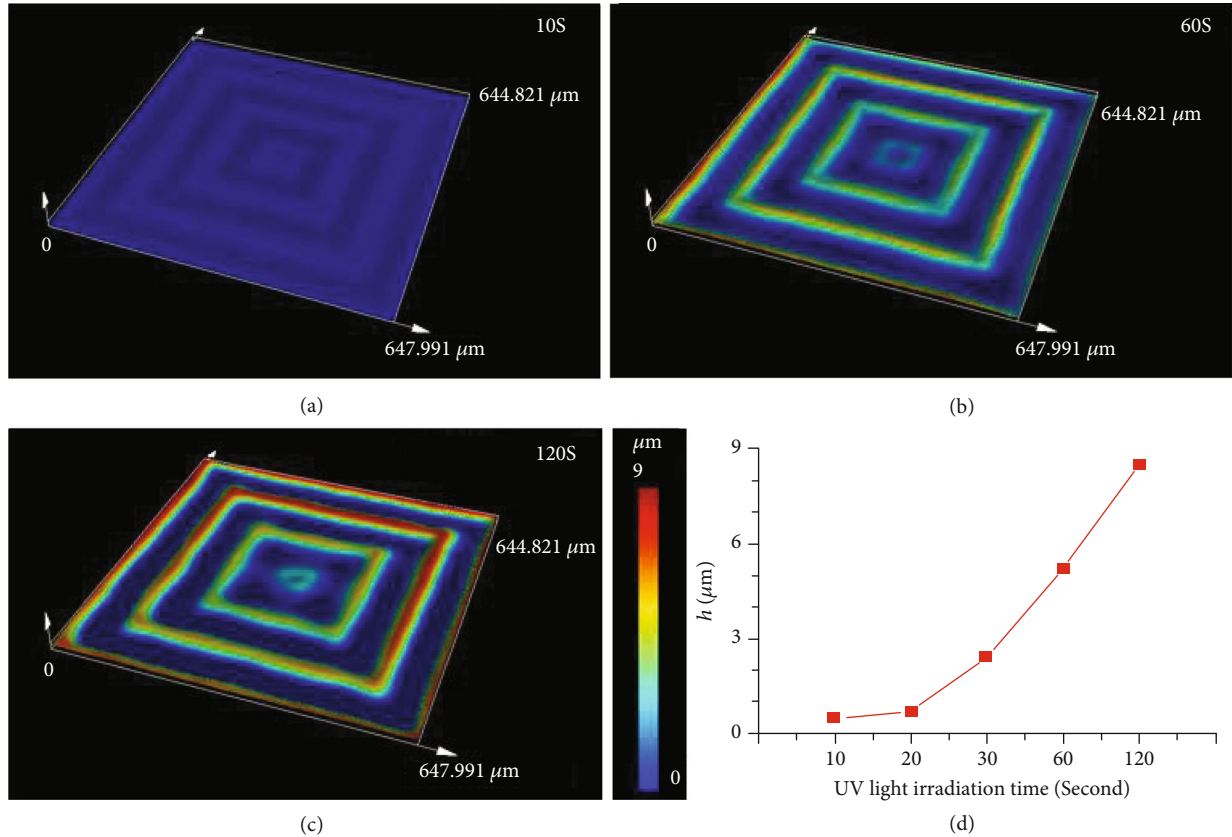 10S
644.821 μm
0
647.991 μm
(a)
60S
644.821 μm
0
647.991 μm
(b)
120S
644.821 μm
0
647.991 μm
(c)
μm
9
0
9
6
3
0
h (μm)
10 20 30 60 120
UV light irradiation time (Second)
(d)